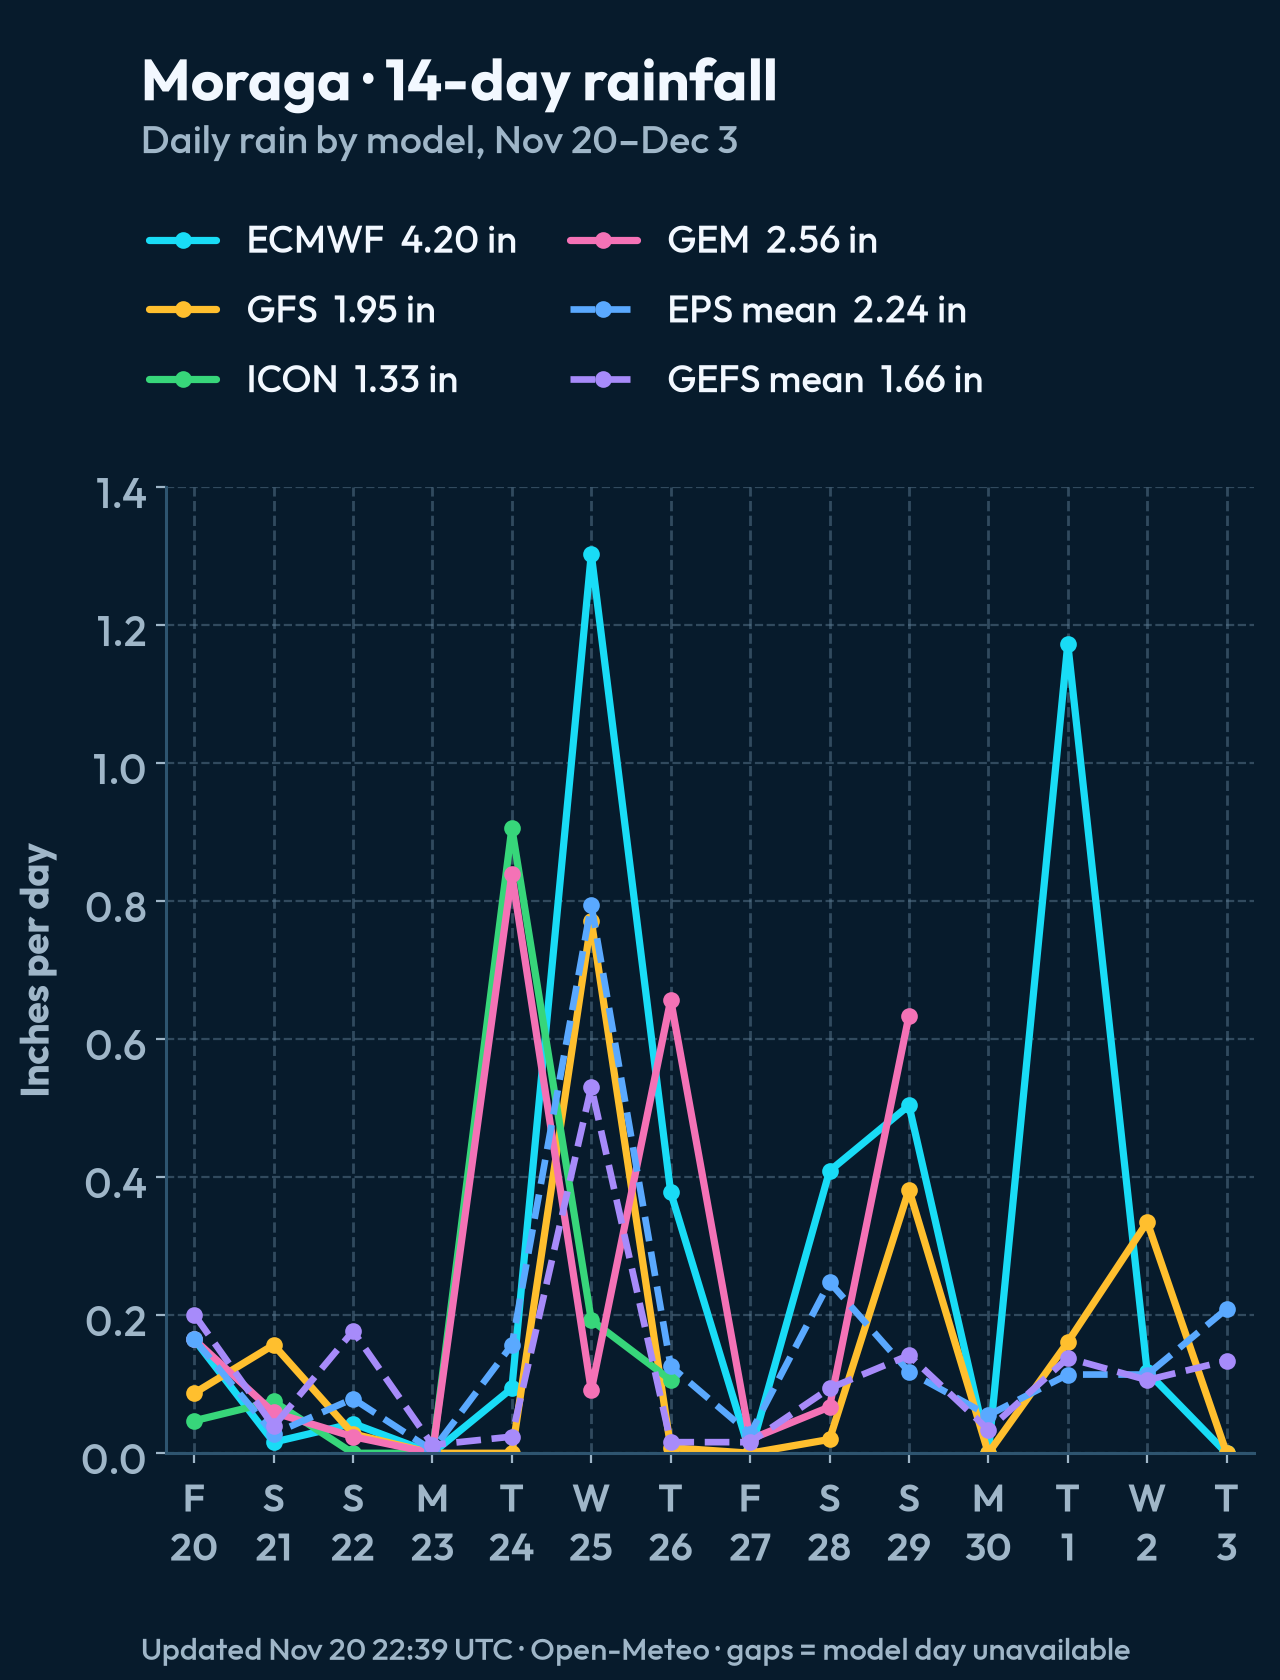 Moraga · 14-day rainfall
Daily rain by model, Nov 20–Dec 3
ECMWF 4.20 in
GEM 2.56 in
GFS 1.95 in
EPS mean 2.24 in
ICON 1.33 in
GEFS mean 1.66 in
1.4
1.2
1.0
0.8
0.6
0.4
0.2
0.0
Inches per day
F S S M T W T F S S M T W T
20 21 22 23 24 25 26 27 28 29 30 1 2 3
Updated Nov 20 22:39 UTC · Open-Meteo · gaps = model day unavailable